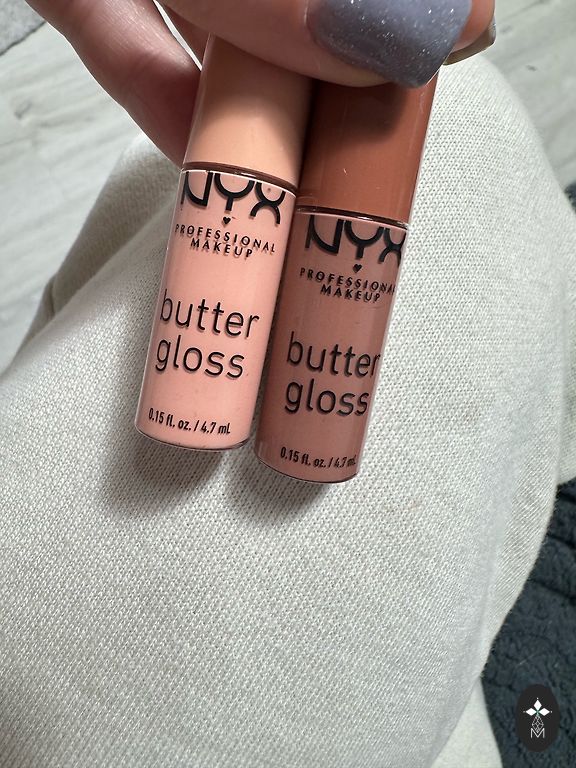 NYX
PROFESSIONAL
MAKEUP
butter
gloss
0.15 fl. oz. / 4.7 mL
NYX
PROFESSIONAL
MAKEUP
butter
gloss
0.15 fl. oz. / 4.7 mL
M